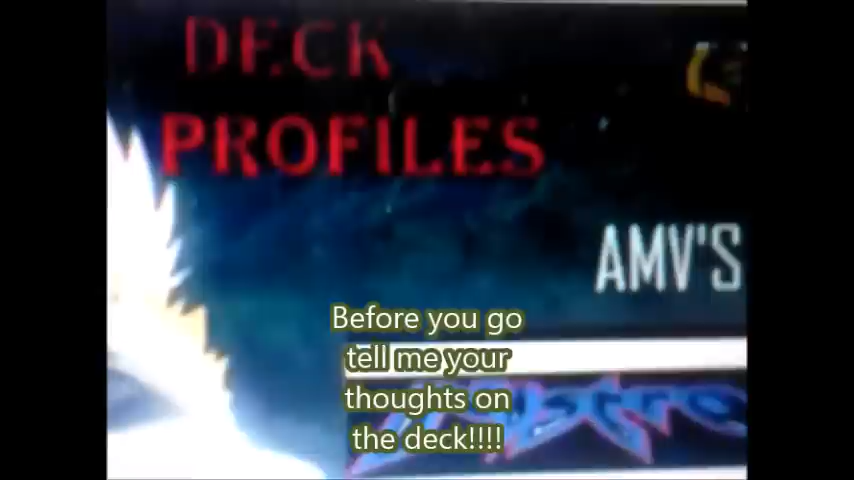 DECK
PROFILES
AMV'S
Before you go
tell me your
thoughts on
the deck!!!!